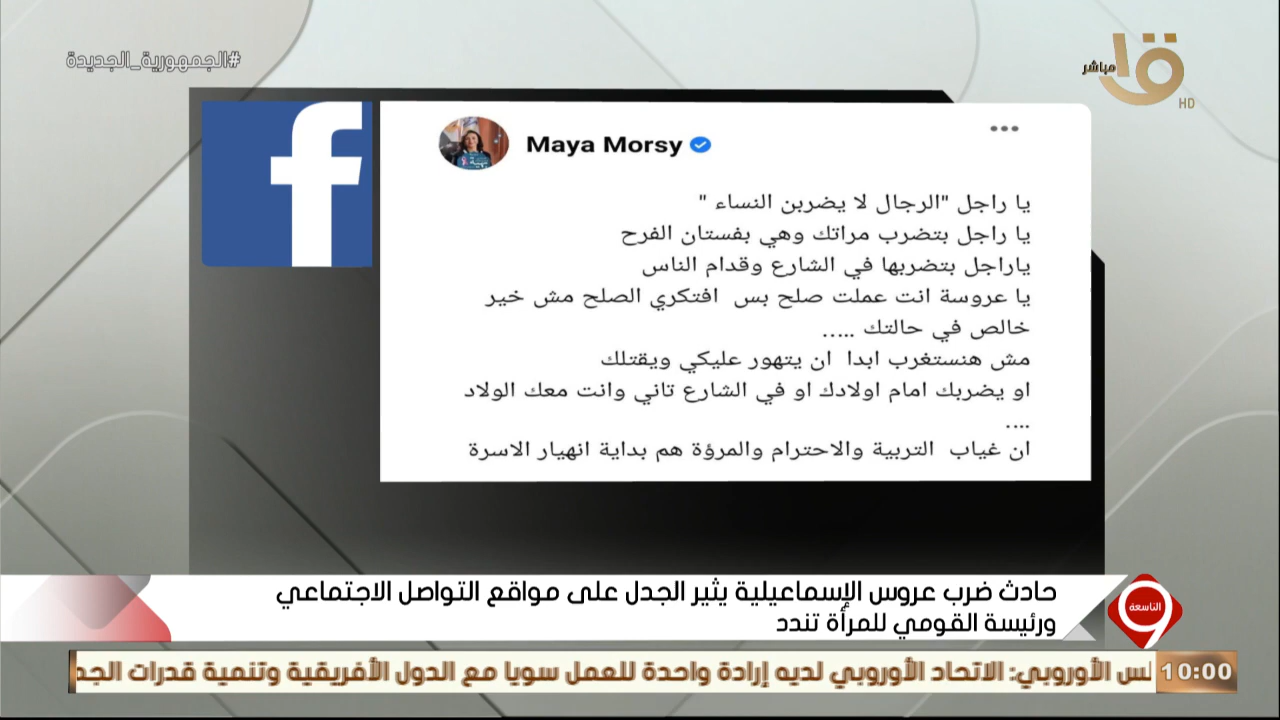 #الجمهورية_الجديدة
مباشر
HD
Maya Morsy
يا راجل "الرجال لا يضربن النساء "
يا راجل بتضرب مراتك وهي بفستان الفرح
ياراجل بتضربها في الشارع وقدام الناس
يا عروسة انت عملت صلح بس افتكري الصلح مش خير
خالص في حالتك .....
مش هنستغرب ابدا ان يتهور عليكي ويقتلك
او يضربك امام اولادك او في الشارع تاني وانت معك الولاد
....
ان غياب التربية والاحترام والمرؤة هم بداية انهيار الاسرة
حادث ضرب عروس الإسماعيلية يثير الجدل على مواقع التواصل الاجتماعي
ورئيسة القومي للمرأة تندد
التاسعة
9
10:00
الأوروبي: الاتحاد الأوروبي لديه إرادة واحدة للعمل سويا مع الدول الأفريقية وتنمية قدرات